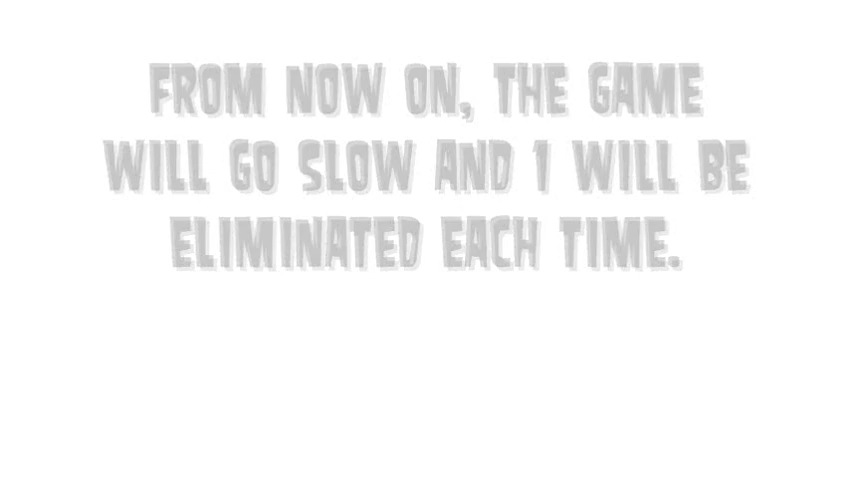 FROM NOW ON, THE GAME
WILL GO SLOW AND 1 WILL BE
ELIMINATED EACH TIME.